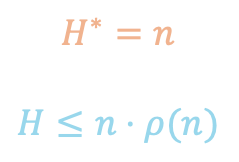 H* = n
H ≤ n · ρ(n)